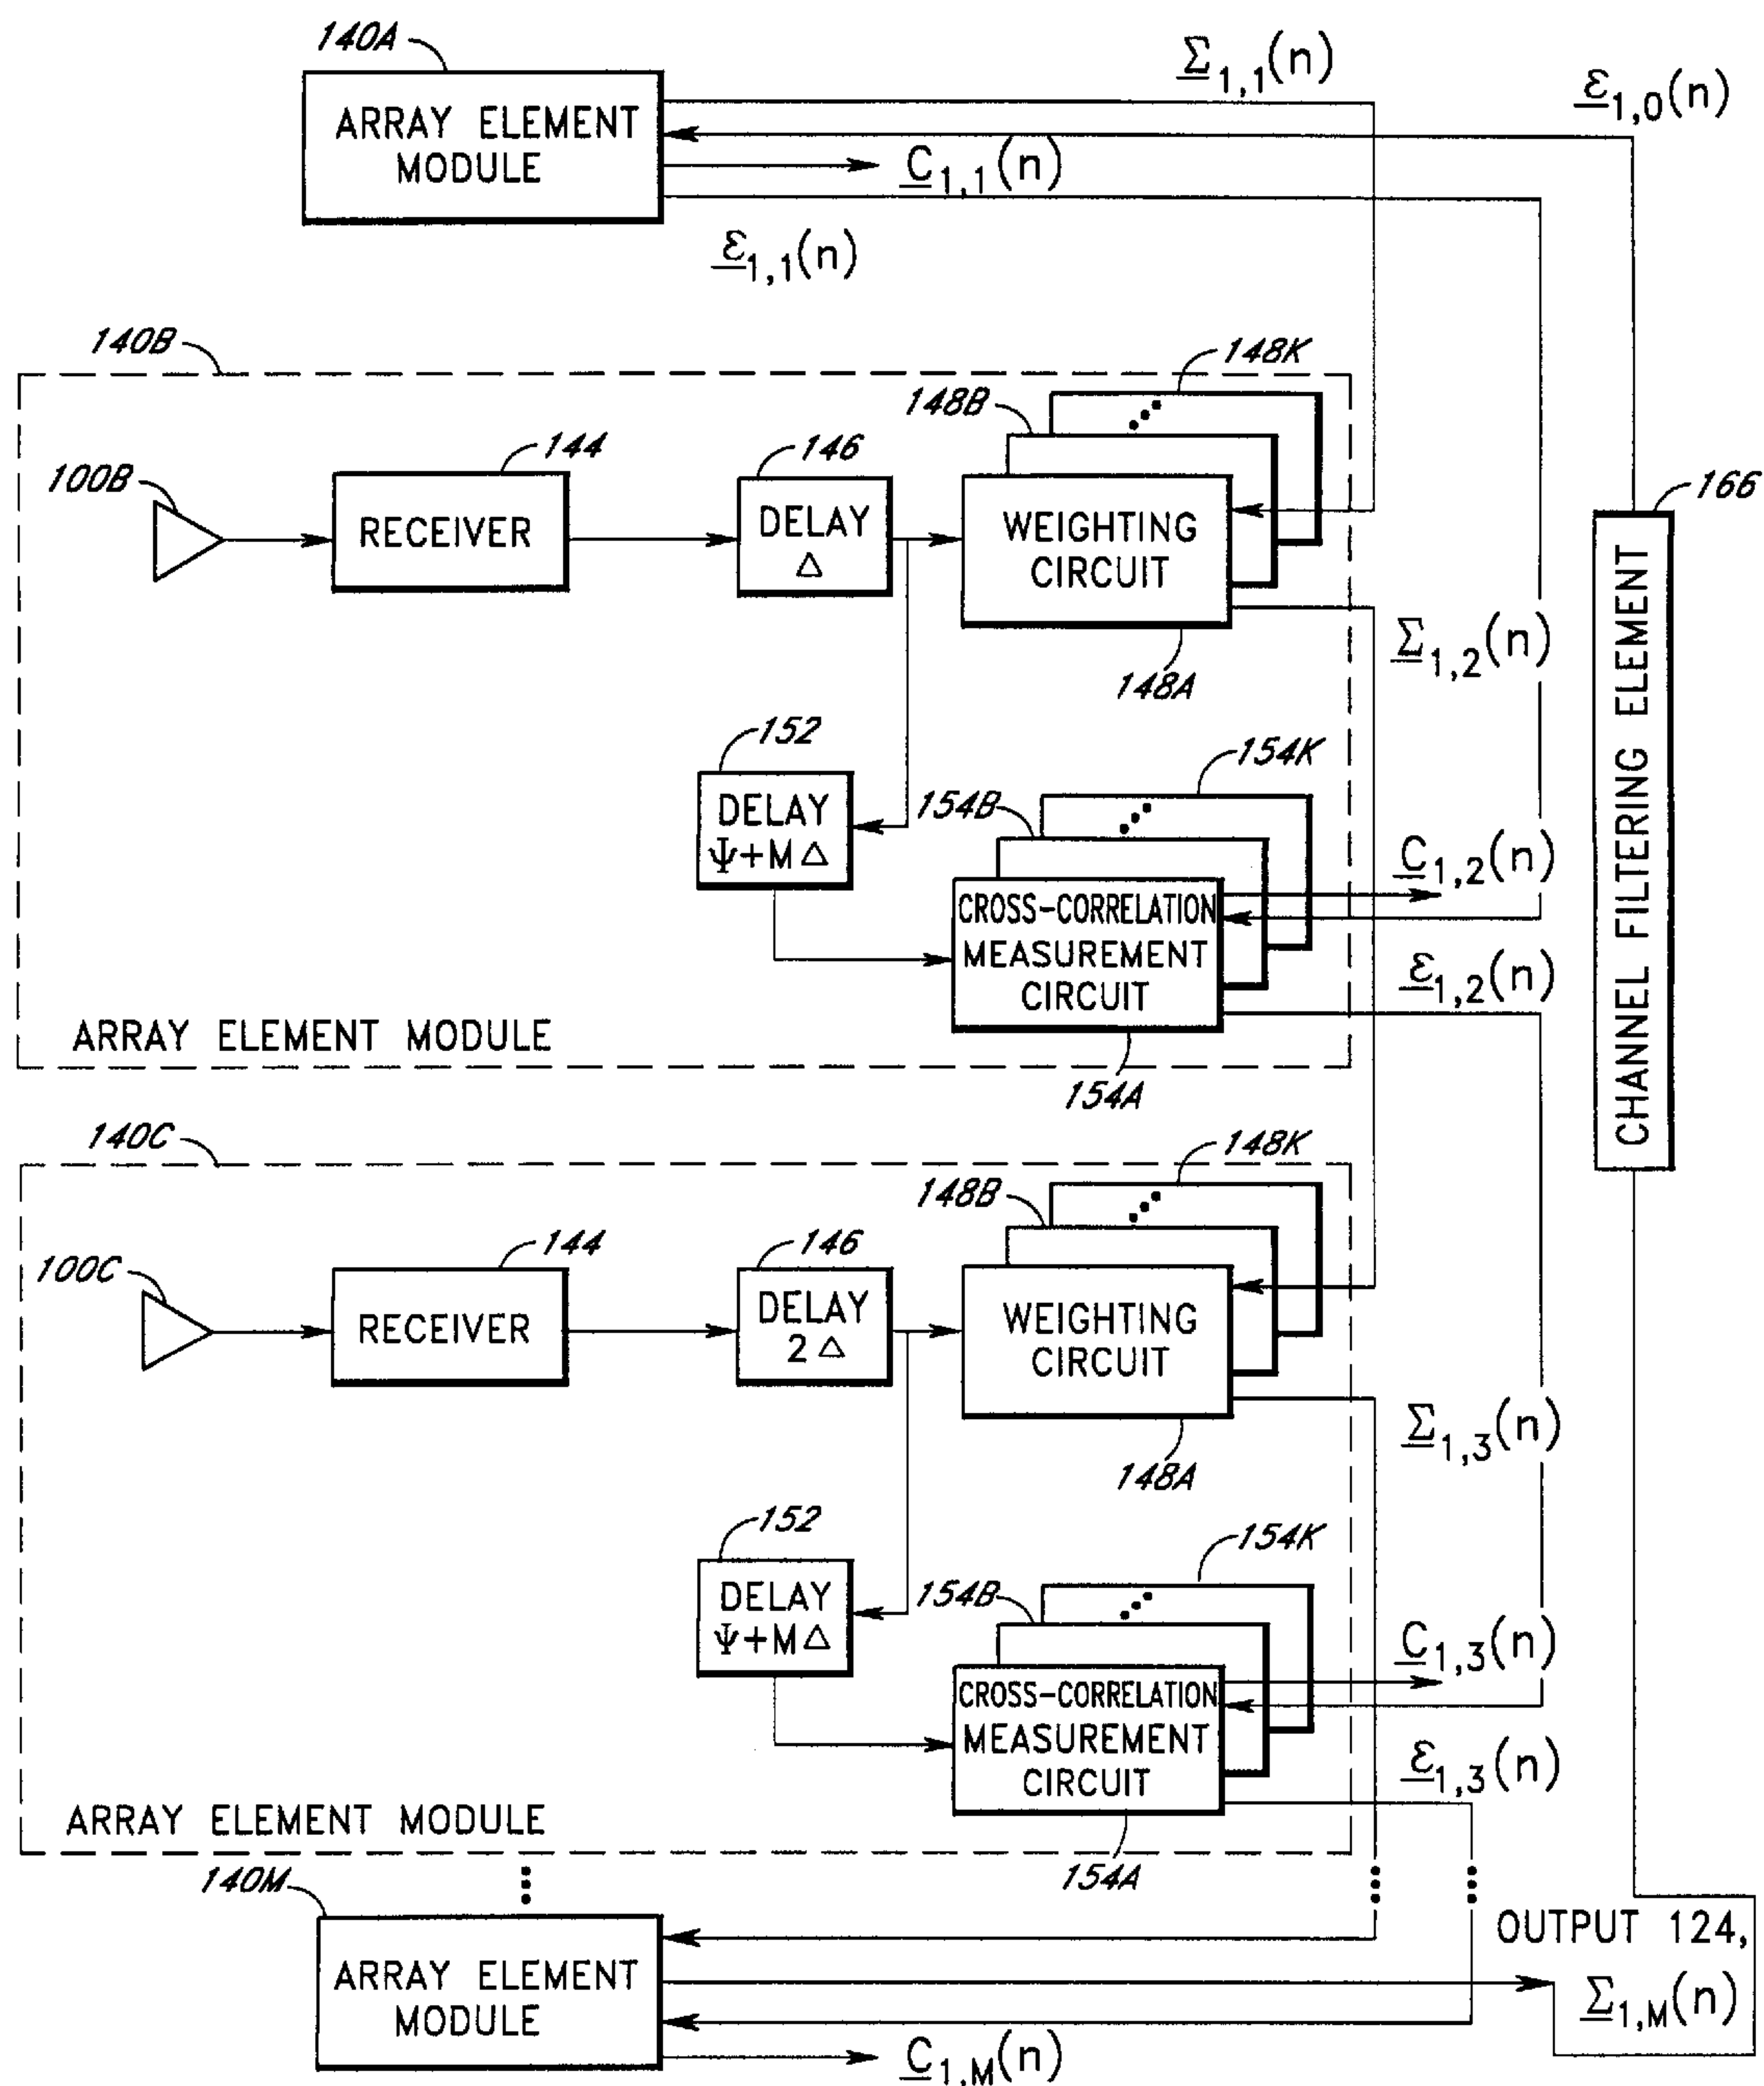 140A
ARRAY ELEMENT
MODULE
Σ1,1(n)
ε1,0(n)
C1,1(n)
ε1,1(n)
140B
148K
148B
100B
144
RECEIVER
146
DELAY
Δ
WEIGHTING
CIRCUIT
148A
166
CHANNEL FILTERING ELEMENT
Σ1,2(n)
152
DELAY
Ψ+MΔ
154K
154B
CROSS-CORRELATION
MEASUREMENT
CIRCUIT
154A
C1,2(n)
ε1,2(n)
ARRAY ELEMENT MODULE
140C
148K
148B
100C
144
RECEIVER
146
DELAY
2 Δ
WEIGHTING
CIRCUIT
148A
Σ1,3(n)
152
DELAY
Ψ+MΔ
154K
154B
CROSS-CORRELATION
MEASUREMENT
CIRCUIT
154A
C1,3(n)
ε1,3(n)
ARRAY ELEMENT MODULE
140M
ARRAY ELEMENT
MODULE
OUTPUT 124,
Σ1,M(n)
C1,M(n)